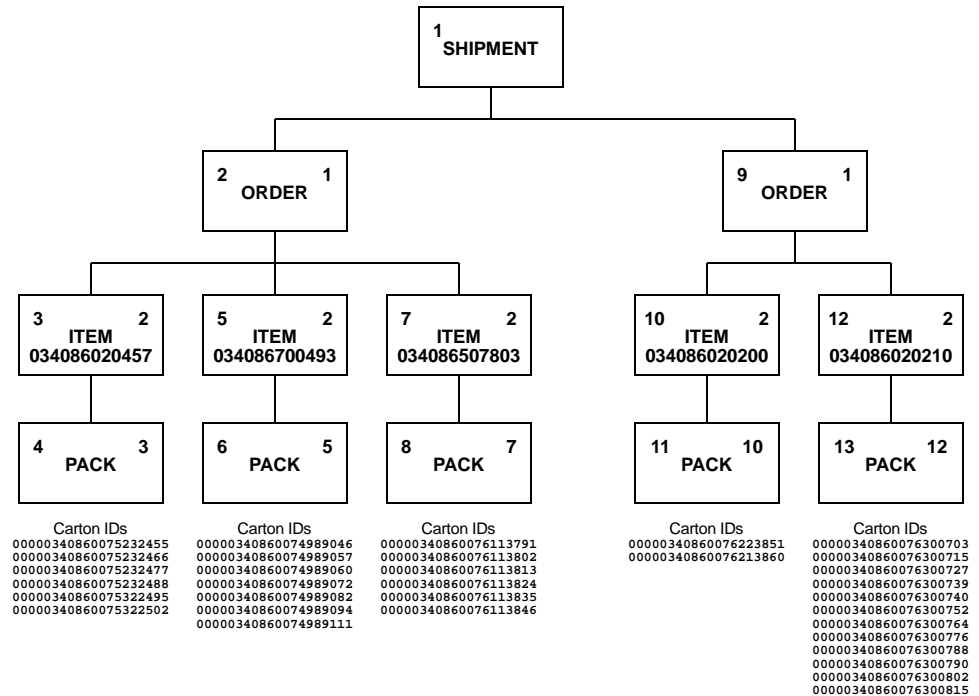 1
SHIPMENT
2 1
ORDER
9 1
ORDER
3 2
ITEM
034086020457
5 2
ITEM
034086700493
7 2
ITEM
034086507803
10 2
ITEM
034086020200
12 2
ITEM
034086020210
4 3
PACK
6 5
PACK
8 7
PACK
11 10
PACK
13 12
PACK
Carton IDs
00000340860075232455
00000340860075232466
00000340860075232477
00000340860075232488
00000340860075322495
00000340860075322502
Carton IDs
00000340860074989046
00000340860074989057
00000340860074989060
00000340860074989072
00000340860074989082
00000340860074989094
00000340860074989111
Carton IDs
00000340860076113791
00000340860076113802
00000340860076113813
00000340860076113824
00000340860076113835
00000340860076113846
Carton IDs
00000340860076223851
00000340860076213860
Carton IDs
00000340860076300703
00000340860076300715
00000340860076300727
00000340860076300739
00000340860076300740
00000340860076300752
00000340860076300764
00000340860076300776
00000340860076300788
00000340860076300790
00000340860076300802
00000340860076300815